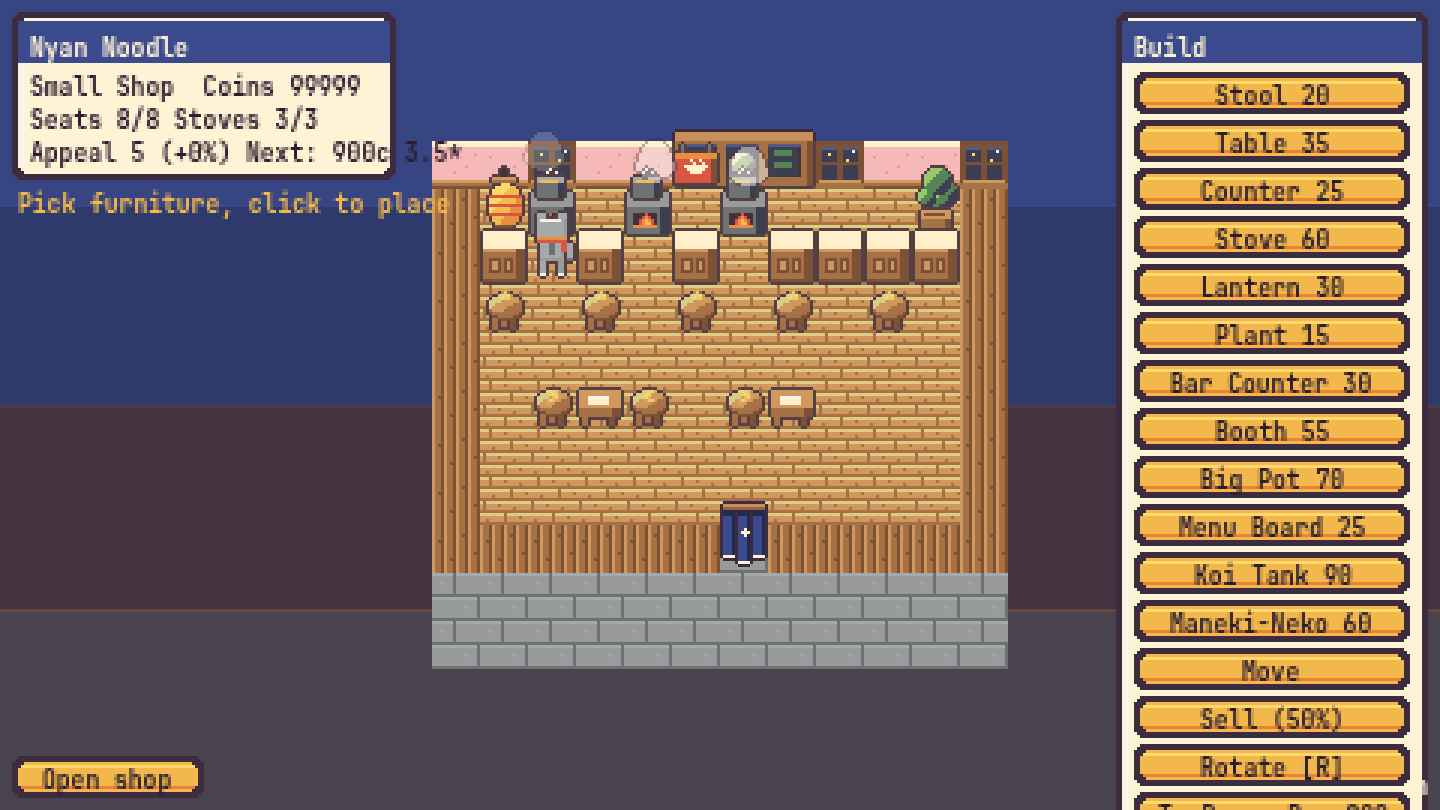 Nyan Noodle
Small Shop Coins 99999
Seats 8/8 Stoves 3/3
Appeal 5 (+0%) Next: 900c 3.5*
Pick furniture, click to place
Build
Stool 20
Table 35
Counter 25
Stove 60
Lantern 30
Plant 15
Bar Counter 30
Booth 55
Big Pot 70
Menu Board 25
Koi Tank 90
Maneki-Neko 60
Move
Sell (50%)
Rotate [R]
Open shop